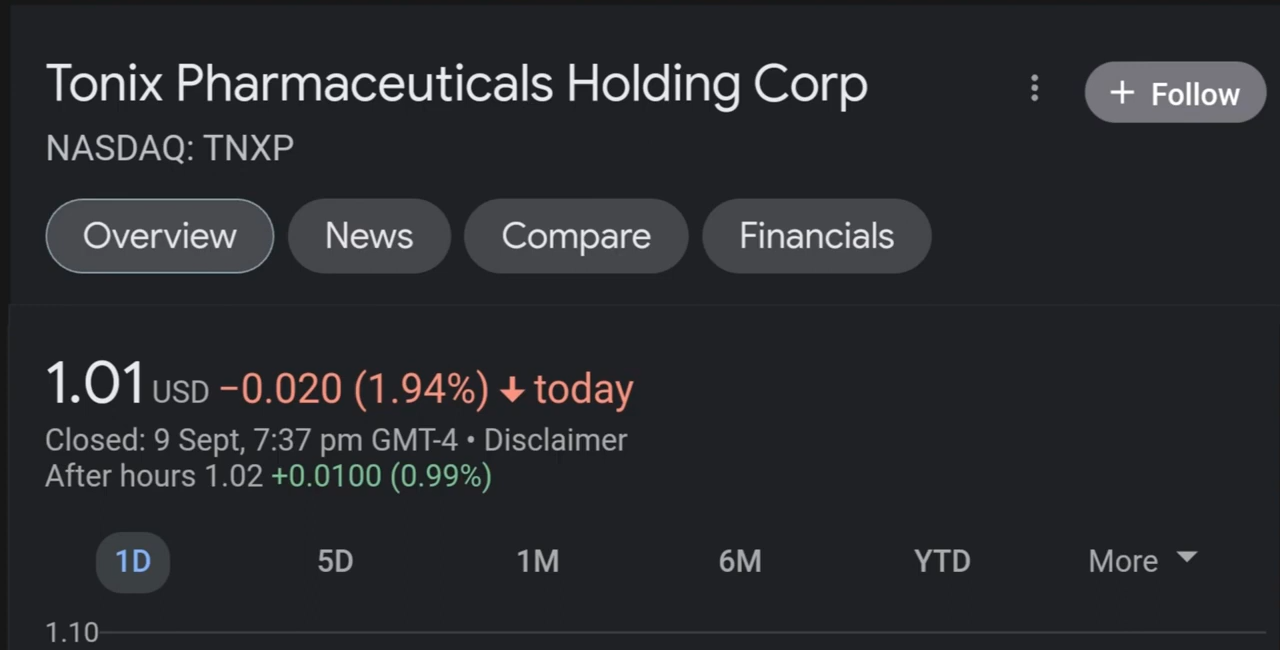 Tonix Pharmaceuticals Holding Corp
+ Follow
NASDAQ: TNXP
Overview News Compare Financials
1.01 USD −0.020 (1.94%) ↓ today
Closed: 9 Sept, 7:37 pm GMT-4 • Disclaimer
After hours 1.02 +0.0100 (0.99%)
1D 5D 1M 6M YTD More
1.10